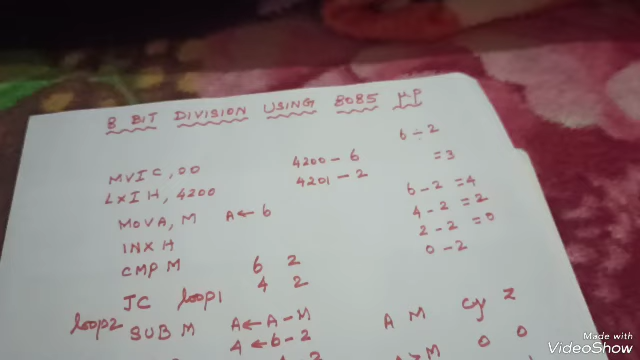 8 BIT DIVISION USING 8085 μP
6 ÷ 2
MVI C, 00 4200 - 6 = 3
LXI H, 4200 4201 - 2
MOV A, M A ← 6 6 - 2 = 4
INX H 4 - 2 = 2
CMP M 6 2 2 - 2 = 0
4 2 0 - 2
JC loop1
loop2 SUB M A ← A - M A M Cy Z
A ← 6 - 2 0 0
Made with
VideoShow